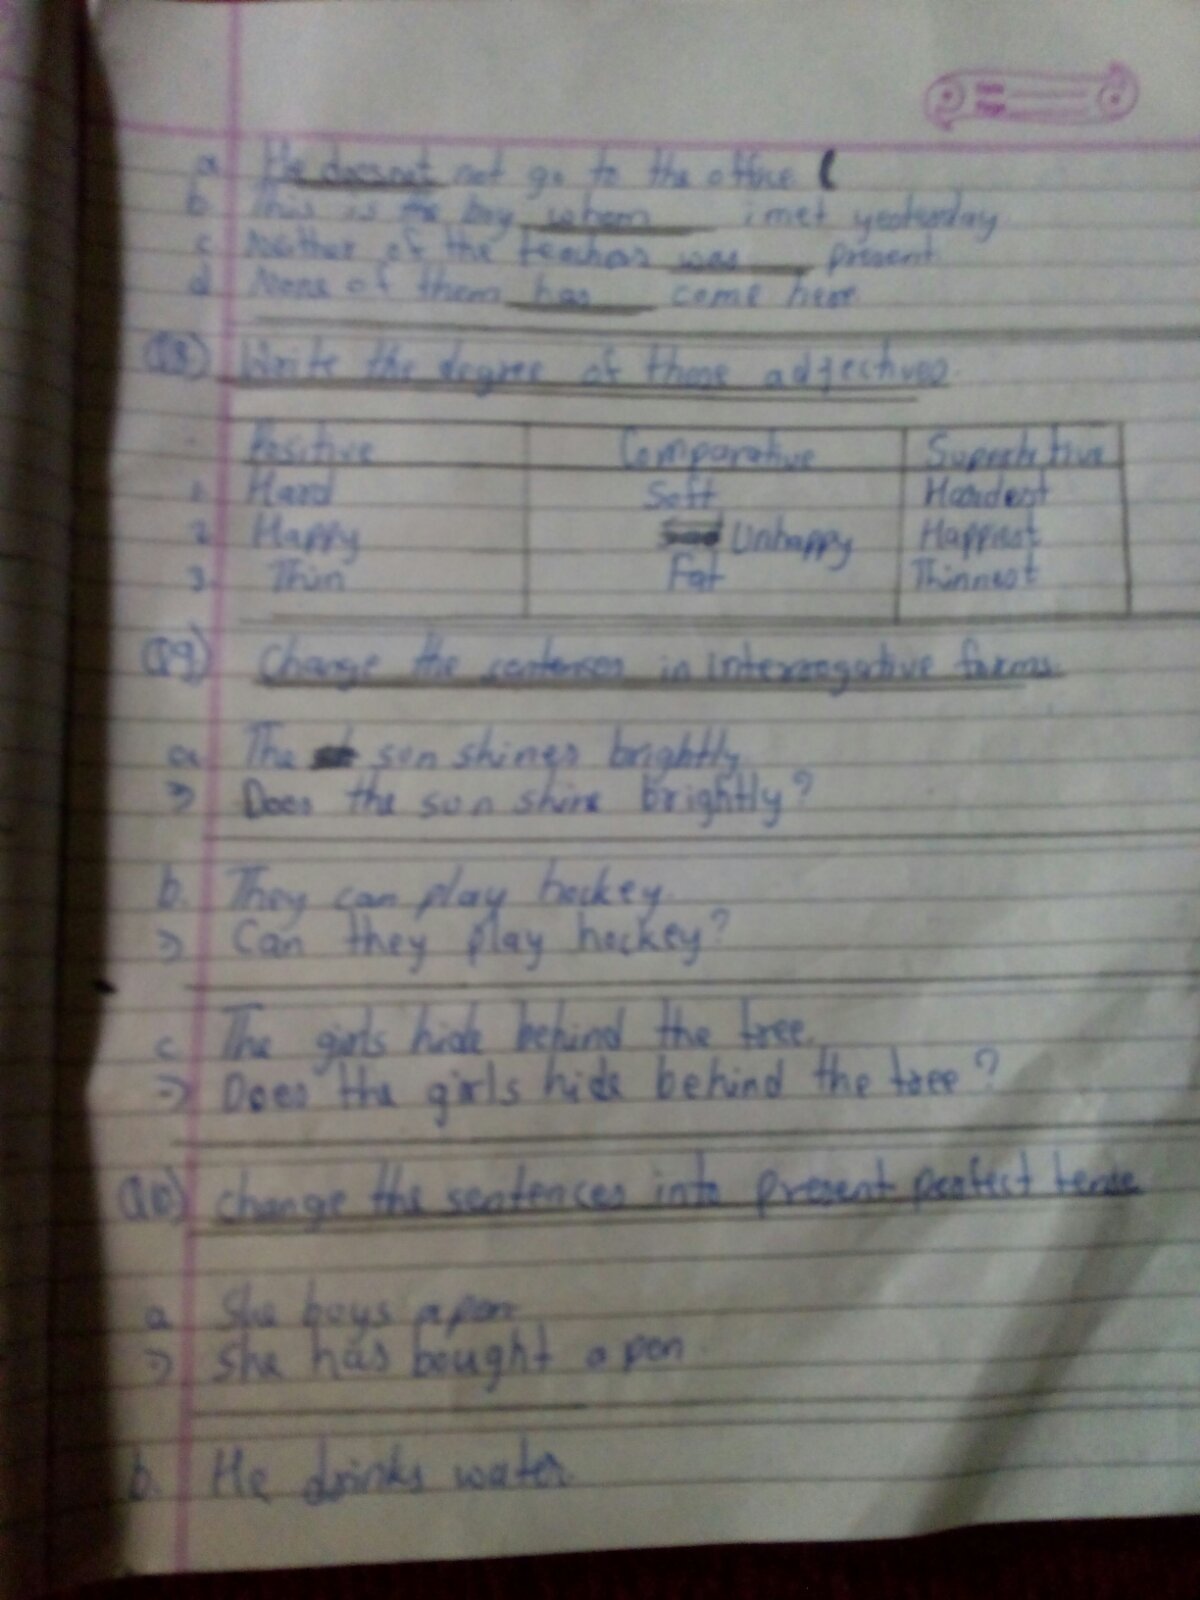 a. He doesnot not go to the office (
b. This is the boy whom i met yesterday.
c. Neither of the teachers was present.
d. None of them has come here.
Q8) Write the degree of these adjectives.
Positive Comparative Superlative
1. Hard Soft Hardest
2. Happy Unhappy Happiest
3. Thin Fat Thinnest
Q9) Change the sentences in interrogative forms.
a. The sun shines brightly.
=> Does the sun shine brightly?
b. They can play hockey.
=> Can they play hockey?
c. The girls hide behind the tree.
=> Does the girls hide behind the tree?
Q10) Change the sentences into present perfect tense
a. She buys a pen
=> She has bought a pen.
b. He drinks water.